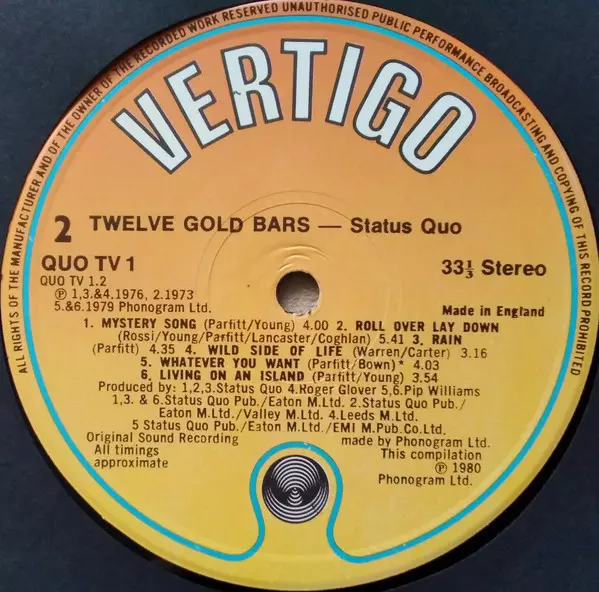 ALL RIGHTS OF THE MANUFACTURER AND OF THE OWNER OF THE RECORDED WORK RESERVED UNAUTHORISED PUBLIC PERFORMANCE BROADCASTING AND COPYING OF THIS RECORD PROHIBITED
VERTIGO
2 TWELVE GOLD BARS — Status Quo
QUO TV 1 33⅓ Stereo
QUO TV 1.2
℗ 1,3.&4.1976, 2.1973
5.&6.1979 Phonogram Ltd. Made in England
1. MYSTERY SONG (Parfitt/Young) 4.00 2. ROLL OVER LAY DOWN
(Rossi/Young/Parfitt/Lancaster/Coghlan) 5.41 3. RAIN
(Parfitt) 4.35 4. WILD SIDE OF LIFE (Warren/Carter) 3.16
5. WHATEVER YOU WANT (Parfitt/Bown)* 4.03
6. LIVING ON AN ISLAND (Parfitt/Young) 3.54
Produced by: 1,2,3.Status Quo 4.Roger Glover 5,6.Pip Williams
1,3. & 6.Status Quo Pub./Eaton M.Ltd. 2.Status Quo Pub./
Eaton M.Ltd./Valley M.Ltd. 4.Leeds M.Ltd.
5 Status Quo Pub./Eaton M.Ltd./EMI M.Pub.Co.Ltd.
Original Sound Recording made by Phonogram Ltd.
All timings This compilation
approximate ℗ 1980
Phonogram Ltd.